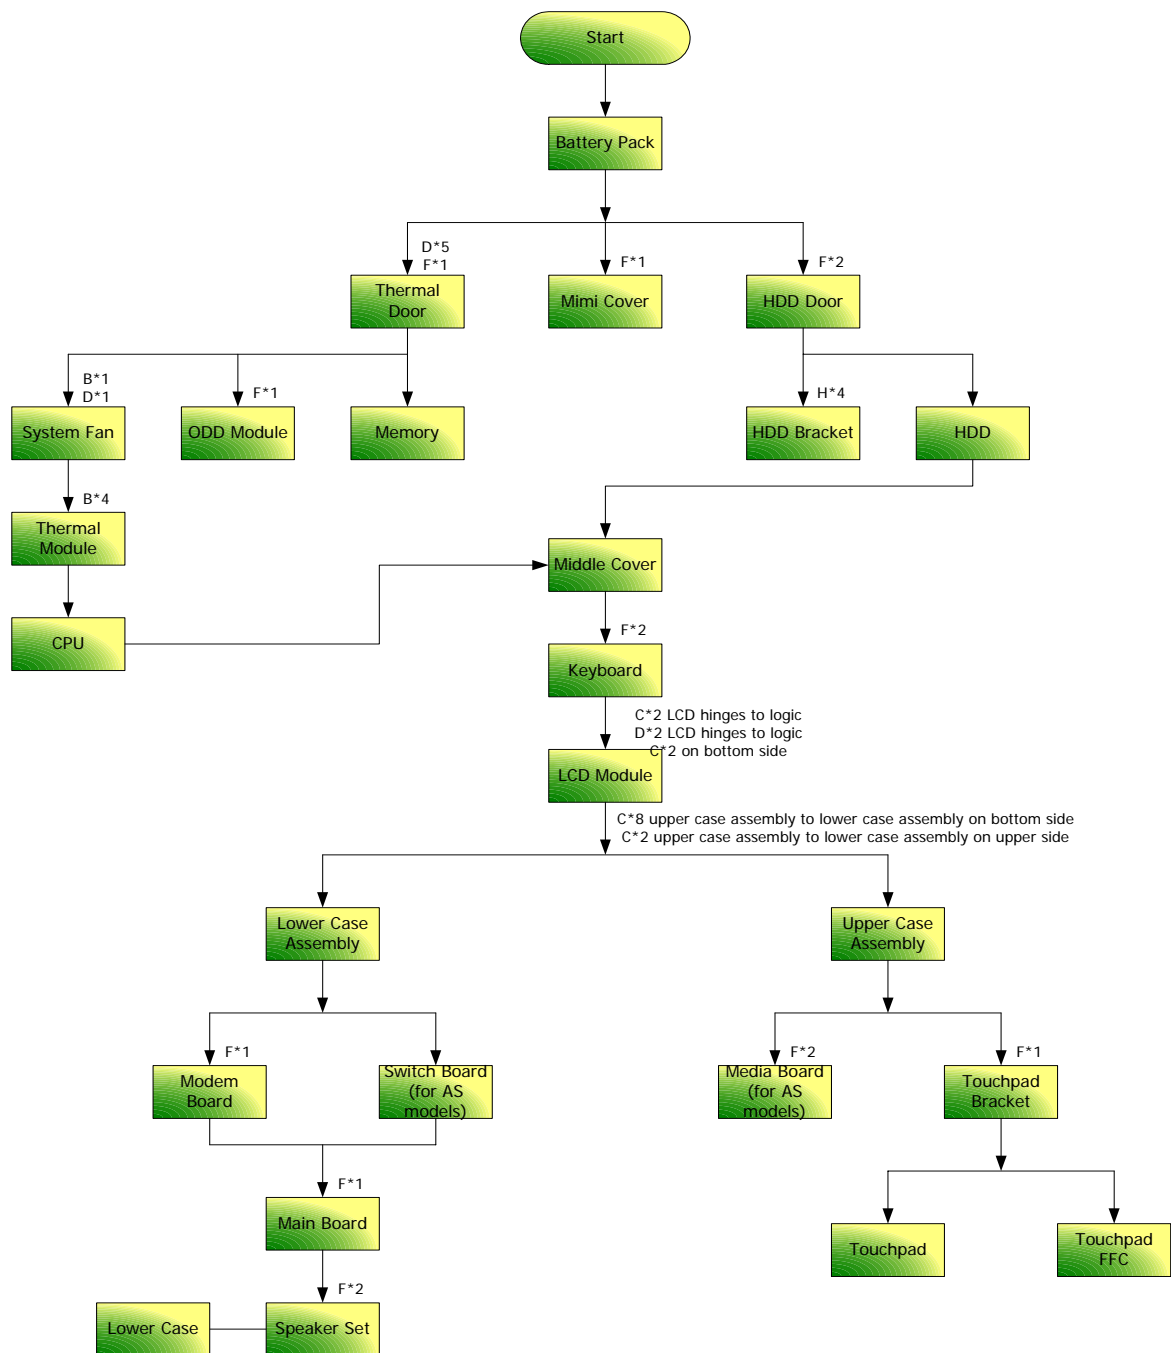 Start
Battery Pack
D*5
F*1
F*1
F*2
Thermal
Door
Mimi Cover
HDD Door
B*1
D*1
F*1
H*4
System Fan
ODD Module
Memory
HDD Bracket
HDD
B*4
Thermal
Module
Middle Cover
CPU
F*2
Keyboard
C*2 LCD hinges to logic
D*2 LCD hinges to logic
C*2 on bottom side
LCD Module
C*8 upper case assembly to lower case assembly on bottom side
C*2 upper case assembly to lower case assembly on upper side
Lower Case
Assembly
Upper Case
Assembly
F*1
F*2
F*1
Modem
Board
Switch Board
(for AS
models)
Media Board
(for AS
models)
Touchpad
Bracket
F*1
Main Board
Touchpad
Touchpad
FFC
F*2
Lower Case
Speaker Set